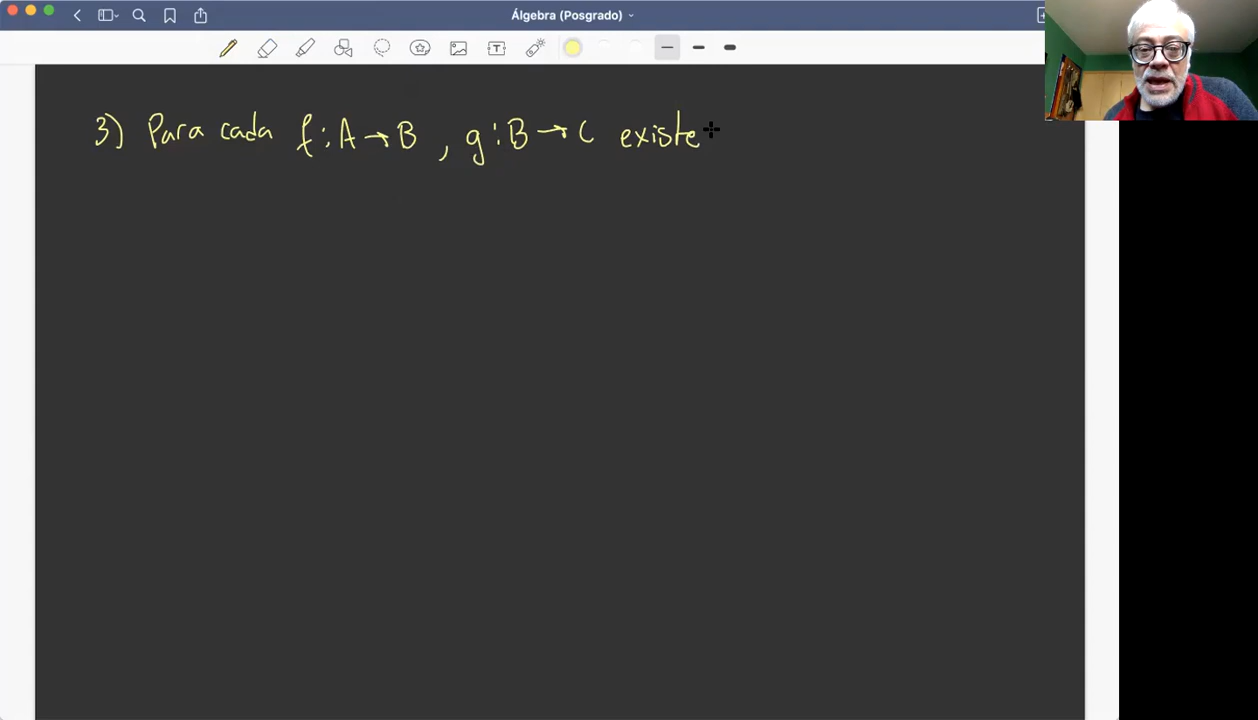 Álgebra (Posgrado)
3) Para cada f : A → B , g : B → C existe